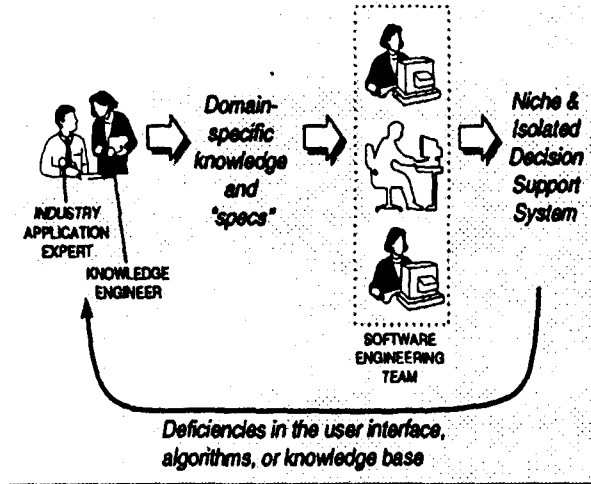 INDUSTRY
APPLICATION
EXPERT
KNOWLEDGE
ENGINEER
Domain-
specific
knowledge
and
"specs"
SOFTWARE
ENGINEERING
TEAM
Niche &
Isolated
Decision
Support
System
Deficiencies in the user interface,
algorithms, or knowledge base